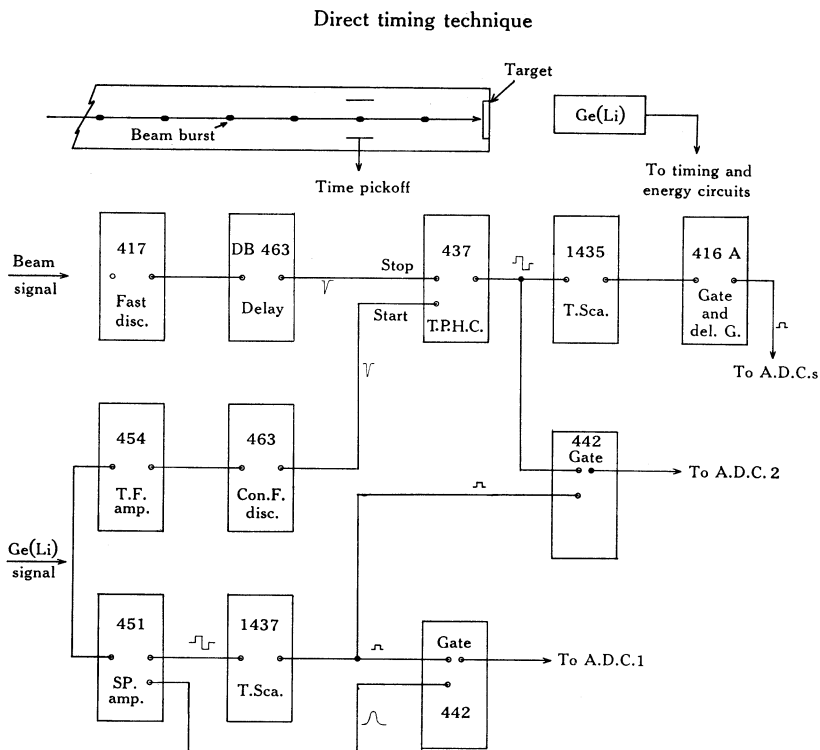 Direct timing technique
Target
Ge(Li)
Beam burst
Time pickoff
To timing and
energy circuits
Beam
signal
417
Fast
disc.
DB 463
Delay
Stop
Start
437
T.P.H.C.
1435
T.Sca.
416 A
Gate
and
del. G.
To A.D.C.s
454
T.F.
amp.
463
Con.F.
disc.
442
Gate
To A.D.C. 2
Ge(Li)
signal
451
SP.
amp.
1437
T.Sca.
Gate
442
To A.D.C.1